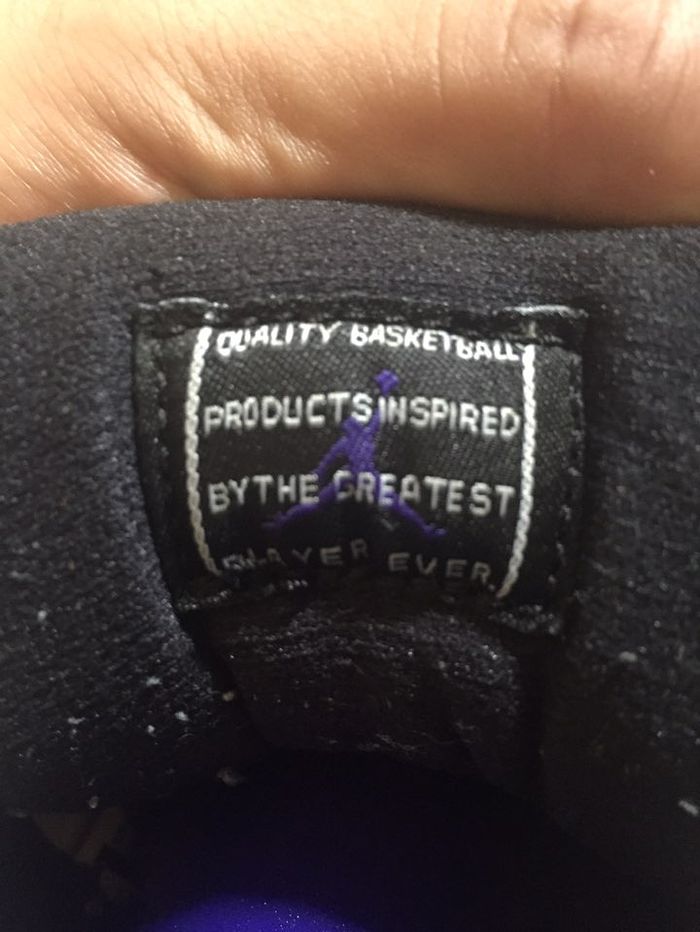 QUALITY BASKETBALL
PRODUCTS INSPIRED
BY THE GREATEST
PLAYER EVER.